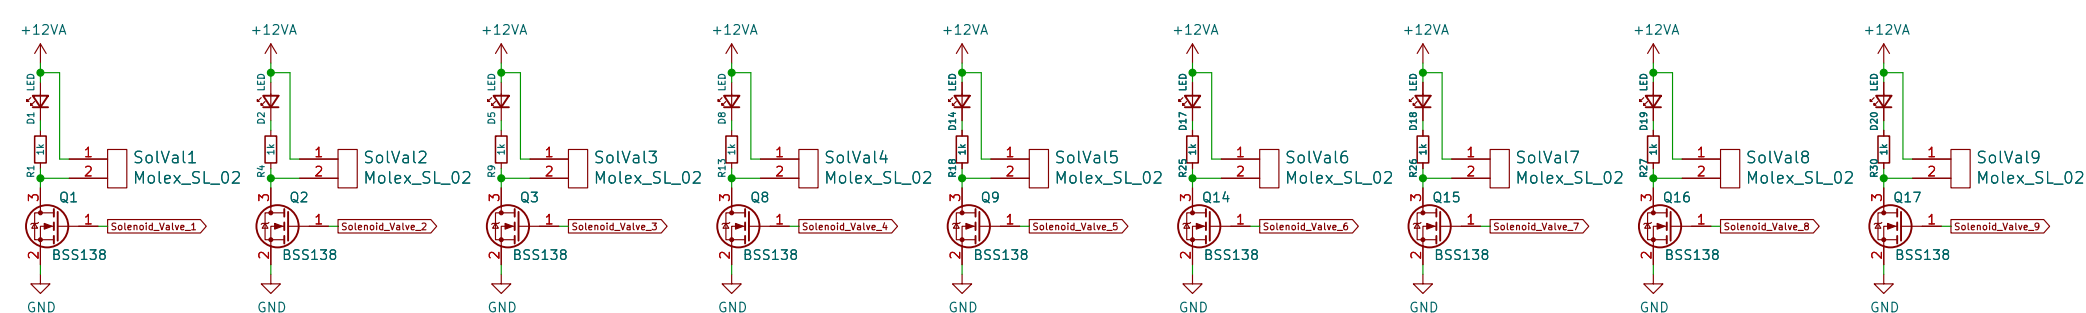 +12VA
LED
D1
1k
R1
1
2
SolVal1
Molex_SL_02
Q1
3
1
Solenoid_Valve_1
2
BSS138
GND
+12VA
LED
D2
1k
R4
1
2
SolVal2
Molex_SL_02
Q2
3
1
Solenoid_Valve_2
2
BSS138
GND
+12VA
LED
D5
1k
R9
1
2
SolVal3
Molex_SL_02
Q3
3
1
Solenoid_Valve_3
2
BSS138
GND
+12VA
LED
D8
1k
R13
1
2
SolVal4
Molex_SL_02
Q8
3
1
Solenoid_Valve_4
2
BSS138
GND
+12VA
LED
D14
1k
R18
1
2
SolVal5
Molex_SL_02
Q9
3
1
Solenoid_Valve_5
2
BSS138
GND
+12VA
LED
D17
1k
R25
1
2
SolVal6
Molex_SL_02
Q14
3
1
Solenoid_Valve_6
2
BSS138
GND
+12VA
LED
D18
1k
R26
1
2
SolVal7
Molex_SL_02
Q15
3
1
Solenoid_Valve_7
2
BSS138
GND
+12VA
LED
D19
1k
R27
1
2
SolVal8
Molex_SL_02
Q16
3
1
Solenoid_Valve_8
2
BSS138
GND
+12VA
LED
D20
1k
R30
1
2
SolVal9
Molex_SL_02
Q17
3
1
Solenoid_Valve_9
2
BSS138
GND